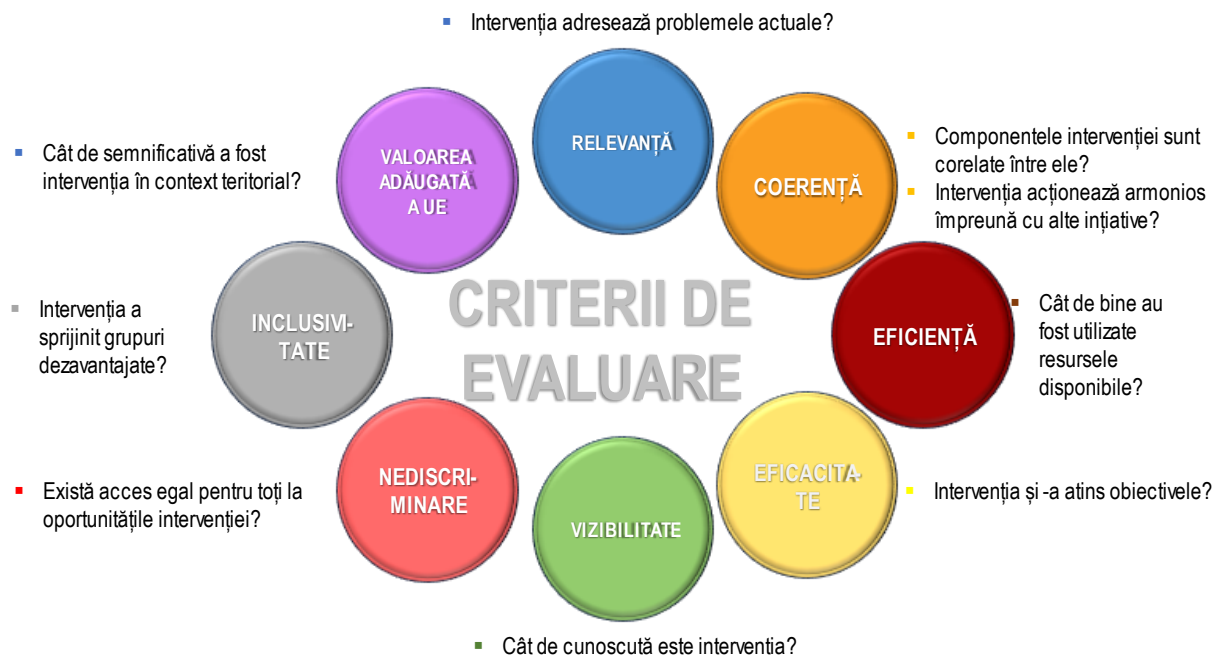 Intervenția adresează problemele actuale?
RELEVANȚĂ
VALOAREA
ADĂUGATĂ
A UE
Cât de semnificativă a fost
intervenția în context teritorial?
COERENȚĂ
Componentele intervenției sunt
corelate între ele?
Intervenția acționează armonios
împreună cu alte ințiative?
CRITERII DE
EVALUARE
INCLUSIVI-
TATE
Intervenția a
sprijinit grupuri
dezavantajate?
EFICIENȚĂ
Cât de bine au
fost utilizate
resursele
disponibile?
NEDISCRI-
MINARE
Există acces egal pentru toți la
oportunitățile intervenției?
EFICACITA-
TE
Intervenția și -a atins obiectivele?
VIZIBILITATE
Cât de cunoscută este interventia?